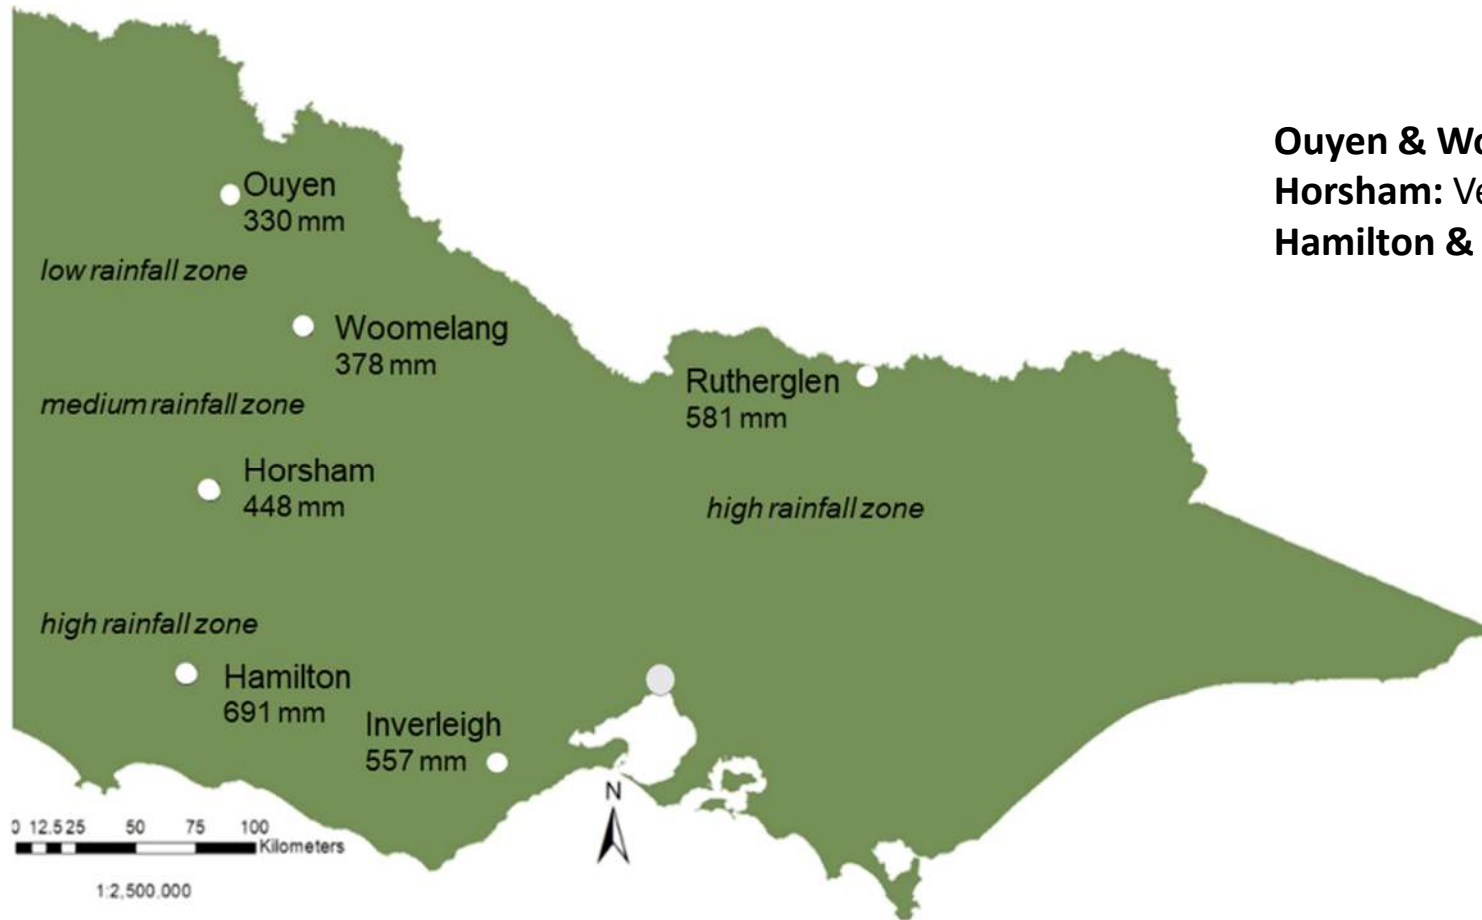 Ouyen
330 mm
low rainfall zone
Woomelang
378 mm
medium rainfall zone
Horsham
448 mm
high rainfall zone
Hamilton
691 mm
Inverleigh
557 mm
Rutherglen
581 mm
high rainfall zone
N
0 12.5 25 50 75 100
Kilometers
1:2,500,000
Ouyen &
Horsham:
Hamilton &